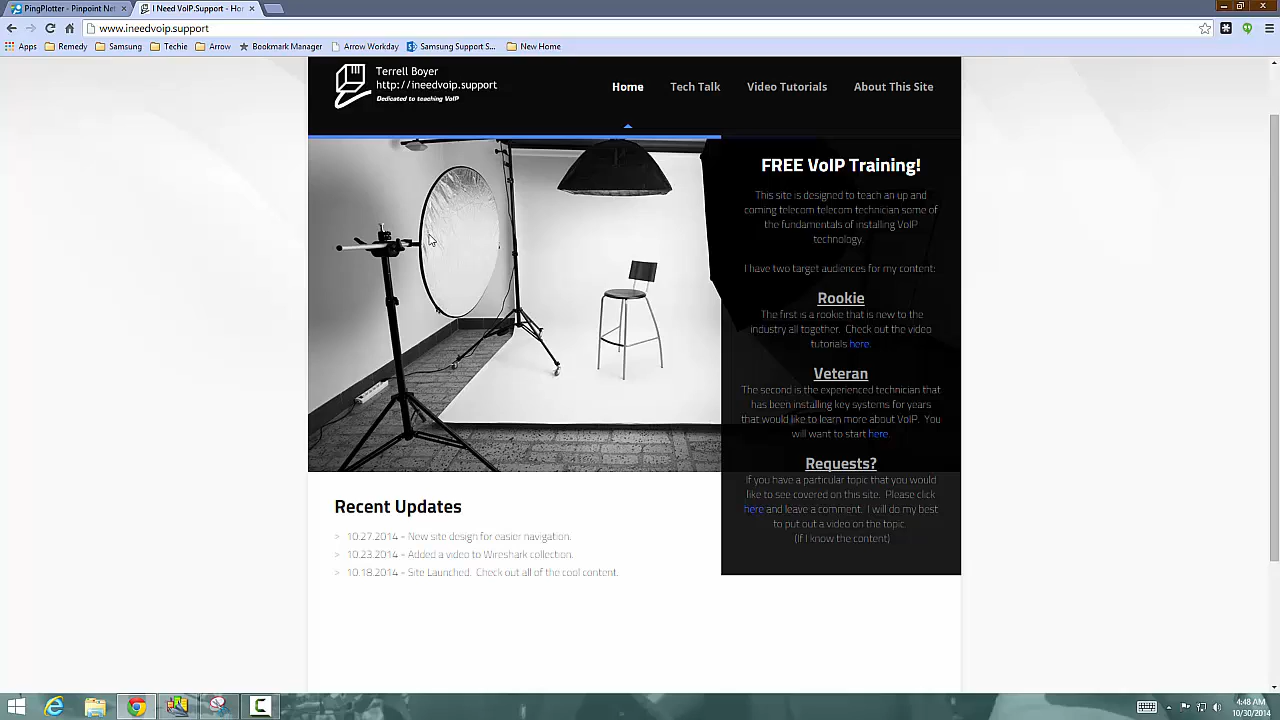 PingPlotter - Pinpoint Net
I Need VoIP.Support - Hor
www.ineedvoip.support
Apps Remedy Samsung Techie Arrow Bookmark Manager Arrow Workday Samsung Support S... New Home
Terrell Boyer
http://ineedvoip.support
Dedicated to teaching VoIP
Home Tech Talk Video Tutorials About This Site
FREE VoIP Training!
This site is designed to teach an up and
coming telecom telecom technician some of
the fundamentals of installing VoIP
technology.
I have two target audiences for my content:
Rookie
The first is a rookie that is new to the
industry all together. Check out the video
tutorials here.
Veteran
The second is the experienced technician that
has been installing key systems for years
that would like to learn more about VoIP. You
will want to start here.
Requests?
If you have a particular topic that you would
like to see covered on this site. Please click
here and leave a comment. I will do my best
to put out a video on the topic.
(If I know the content)
Recent Updates
> 10.27.2014 - New site design for easier navigation.
> 10.23.2014 - Added a video to Wireshark collection.
> 10.18.2014 - Site Launched. Check out all of the cool content.
4:48 AM
10/30/2014